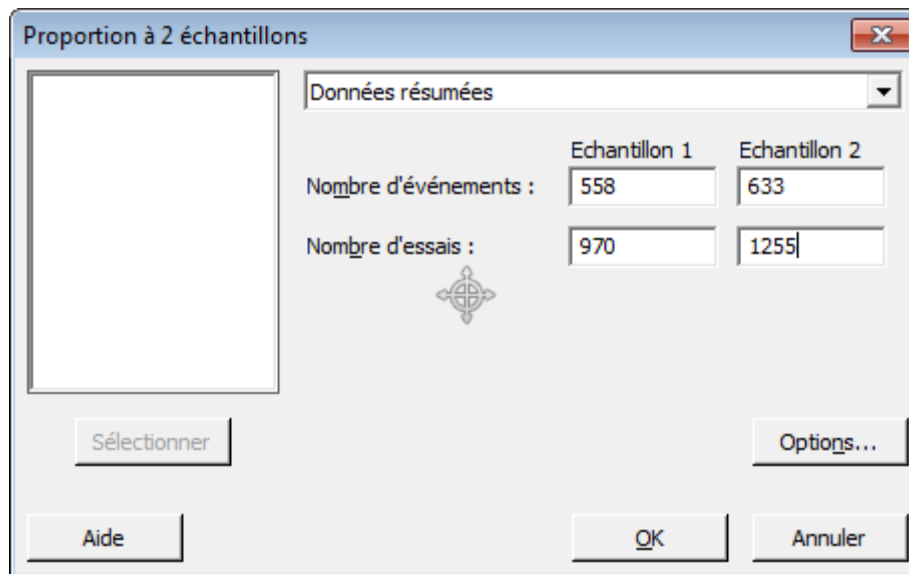 Proportion à 2 échantillons
Données résumées
Echantillon 1 Echantillon 2
Nombre d'événements : 558 633
Nombre d'essais : 970 1255
Sélectionner
Options...
Aide OK Annuler